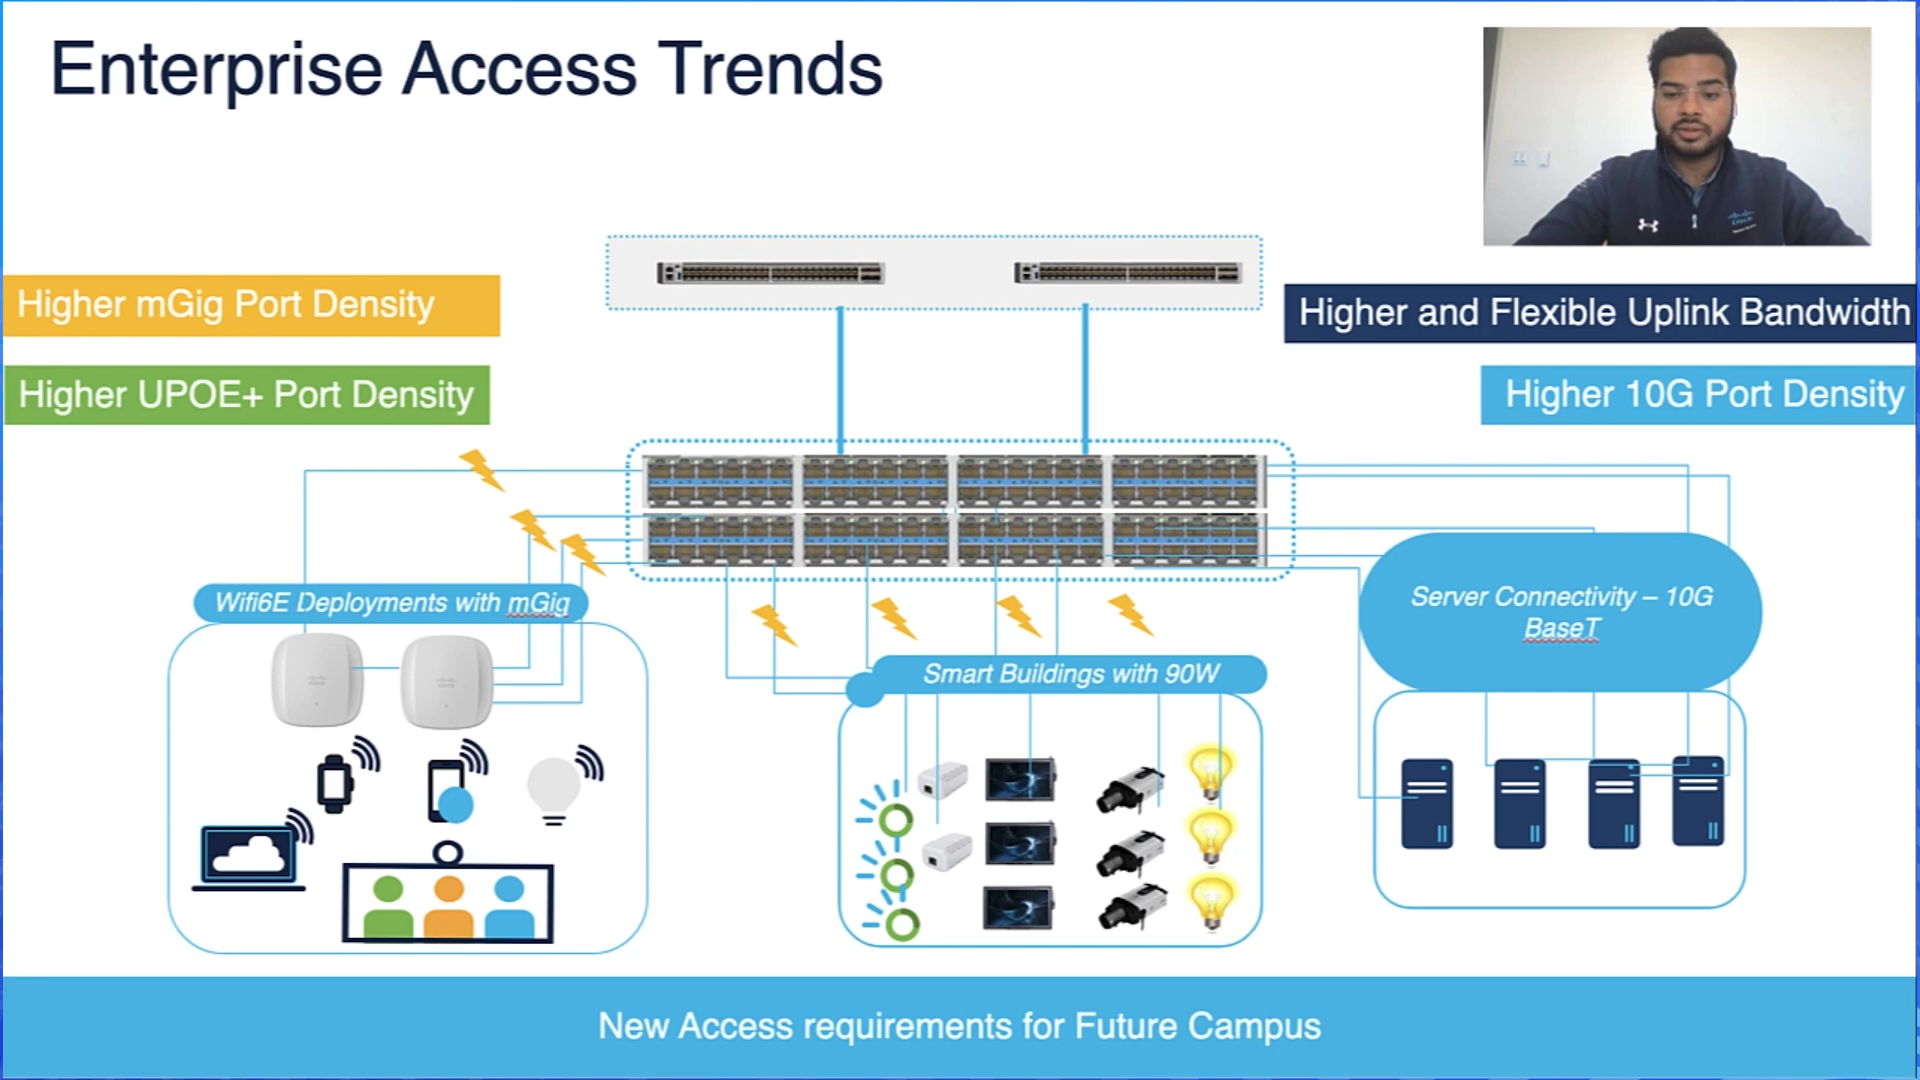 Enterprise Access Trends
Higher mGig Port Density
Higher and Flexible Uplink Bandwidth
Higher UPOE+ Port Density
Higher 10G Port Density
Wifi6E Deployments with mGig
Server Connectivity – 10G
BaseT
Smart Buildings with 90W
New Access requirements for Future Campus